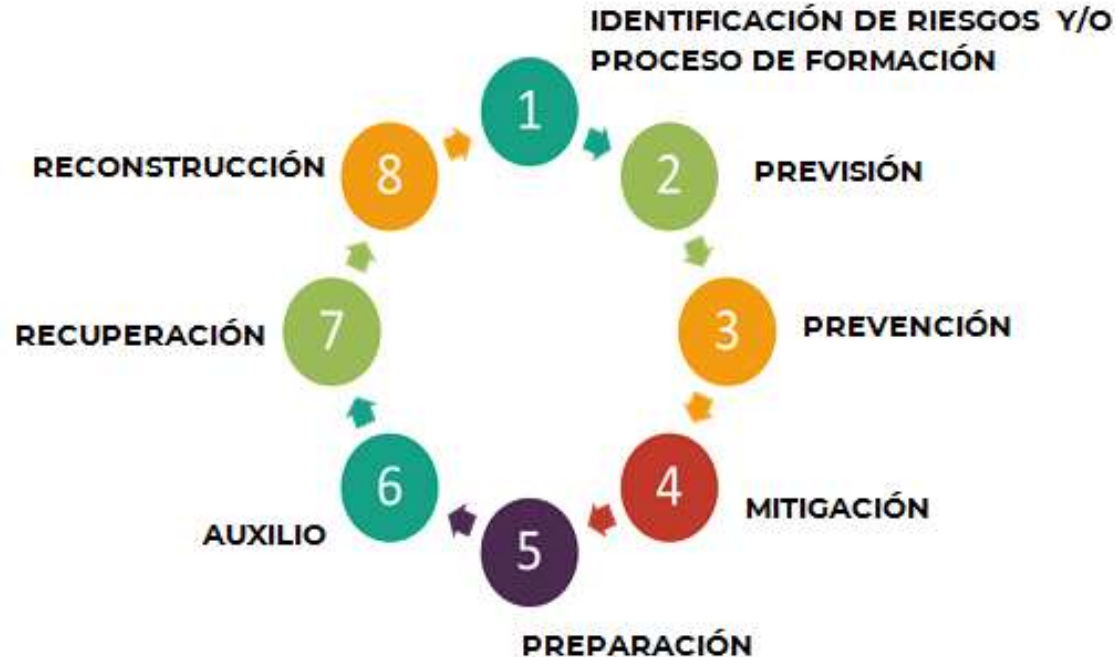 IDENTIFICACIÓN DE RIESGOS Y/O
PROCESO DE FORMACIÓN
1
2
PREVISIÓN
3
PREVENCIÓN
4
MITIGACIÓN
5
PREPARACIÓN
6
AUXILIO
7
RECUPERACIÓN
8
RECONSTRUCCIÓN